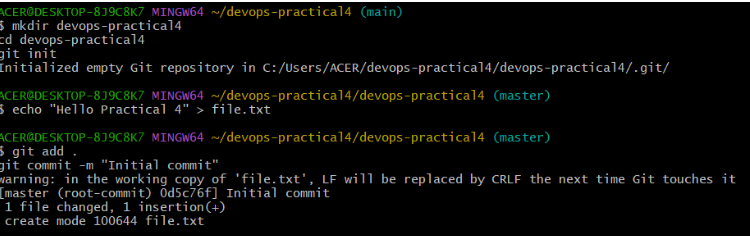 ACER@DESKTOP-8J9C8K7 MINGW64 ~/devops-practical4 (main)
$ mkdir devops-practical4
cd devops-practical4
git init
Initialized empty Git repository in C:/Users/ACER/devops-practical4/devops-practical4/.git/
ACER@DESKTOP-8J9C8K7 MINGW64 ~/devops-practical4/devops-practical4 (master)
$ echo "Hello Practical 4" > file.txt
ACER@DESKTOP-8J9C8K7 MINGW64 ~/devops-practical4/devops-practical4 (master)
$ git add .
git commit -m "Initial commit"
warning: in the working copy of 'file.txt', LF will be replaced by CRLF the next time Git touches it
[master (root-commit) 0d5c76f] Initial commit
1 file changed, 1 insertion(+)
create mode 100644 file.txt